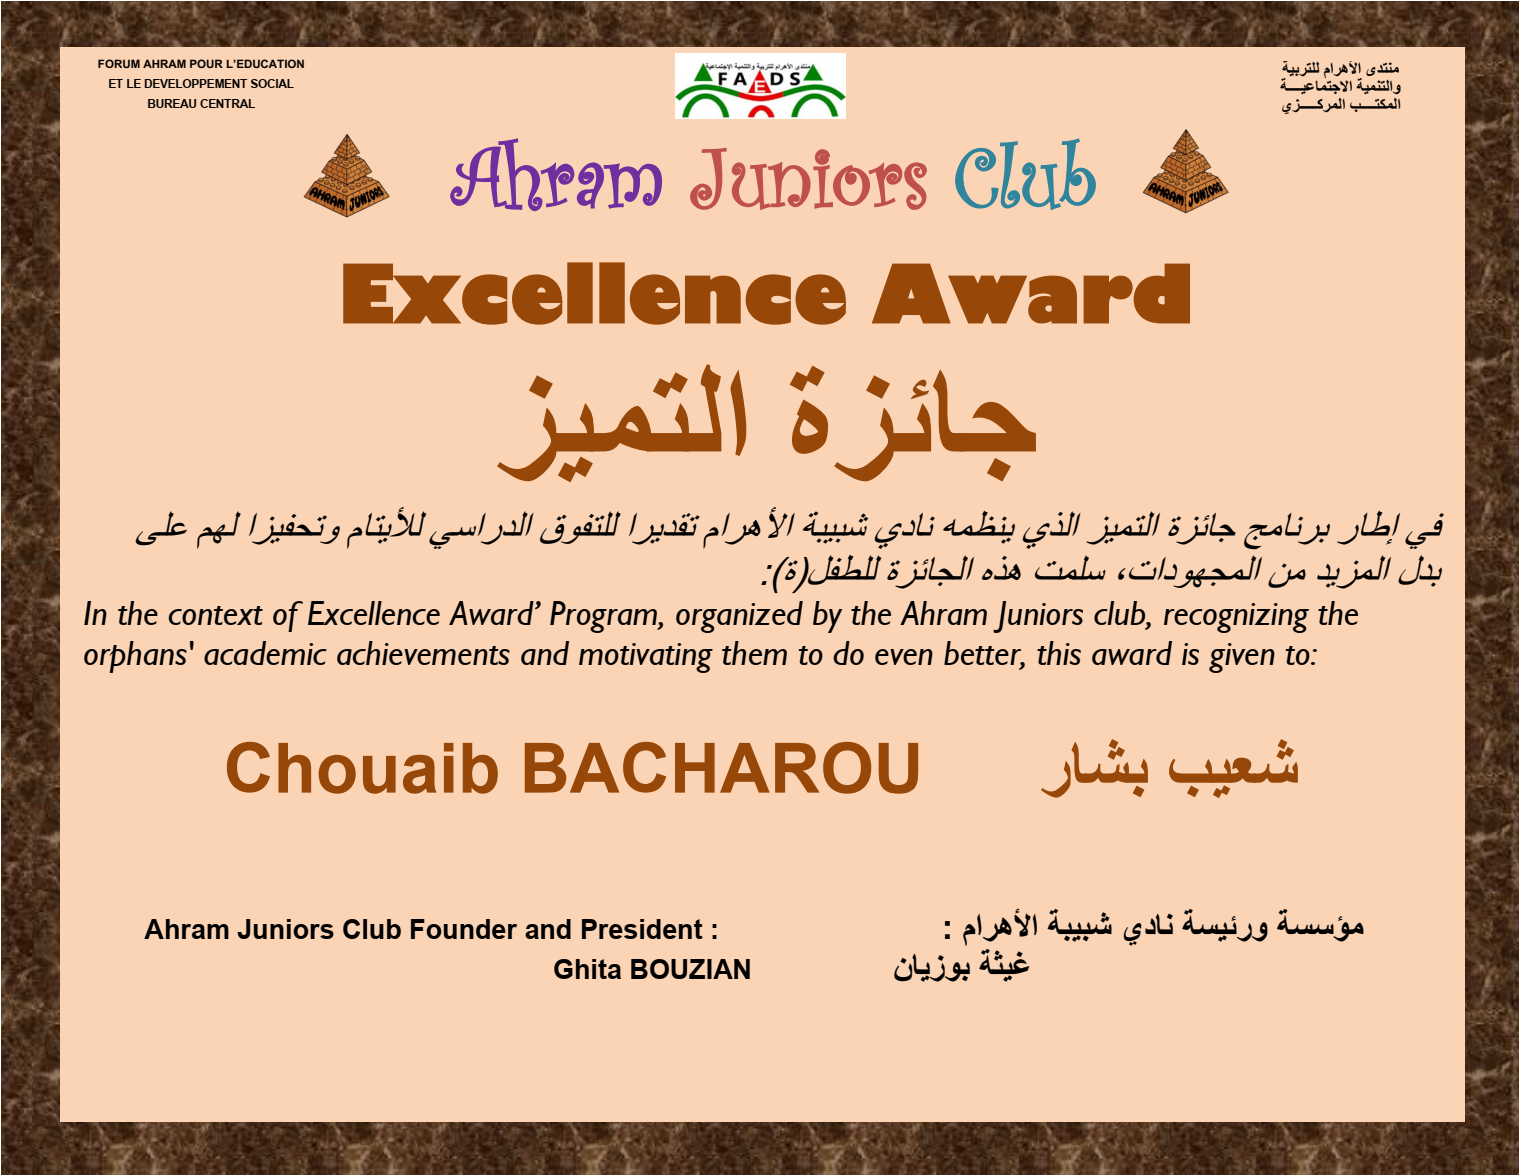 FORUM AHRAM POUR L’EDUCATION
ET LE DEVELOPPEMENT SOCIAL
BUREAU CENTRAL
منتدى الأهرام للتربية والتنمية الإجتماعية
FAEDS
منتدى الأهرام للتربية
والتنمية الاجتماعيـــة
المكتـــب المركـــــزي
AHRAM JUNIORS
Ahram Juniors Club
AHRAM JUNIORS
Excellence Award
جائزة التميز
في إطار برنامج جائزة التميز الذي ينظمه نادي شبيبة الأهرام تقديرا للتفوق الدراسي للأيتام وتحفيزا لهم على
بدل المزيد من المجهودات، سلمت هذه الجائزة للطفل(ة):
In the context of Excellence Award’ Program, organized by the Ahram Juniors club, recognizing the
orphans' academic achievements and motivating them to do even better, this award is given to:
Chouaib BACHAROU شعيب بشار
Ahram Juniors Club Founder and President : مؤسسة ورئيسة نادي شبيبة الأهرام :
Ghita BOUZIAN غيثة بوزيان